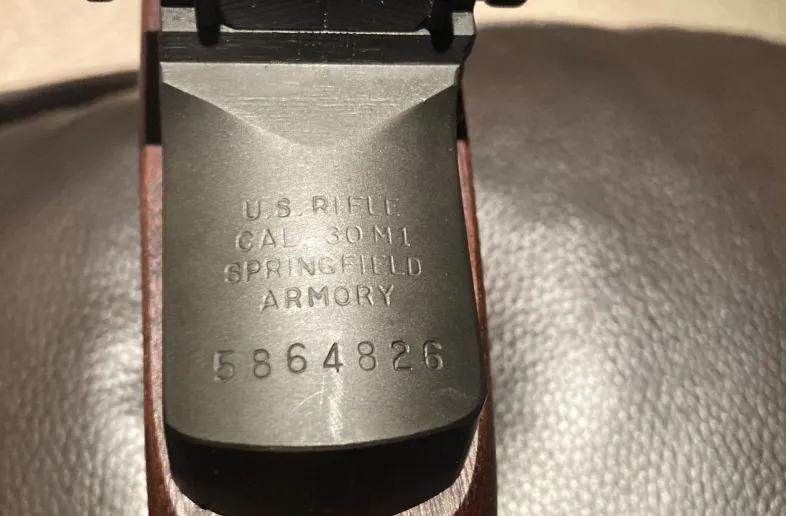 U.S. RIFLE
CAL. 30 M1
SPRINGFIELD
ARMORY
5864826